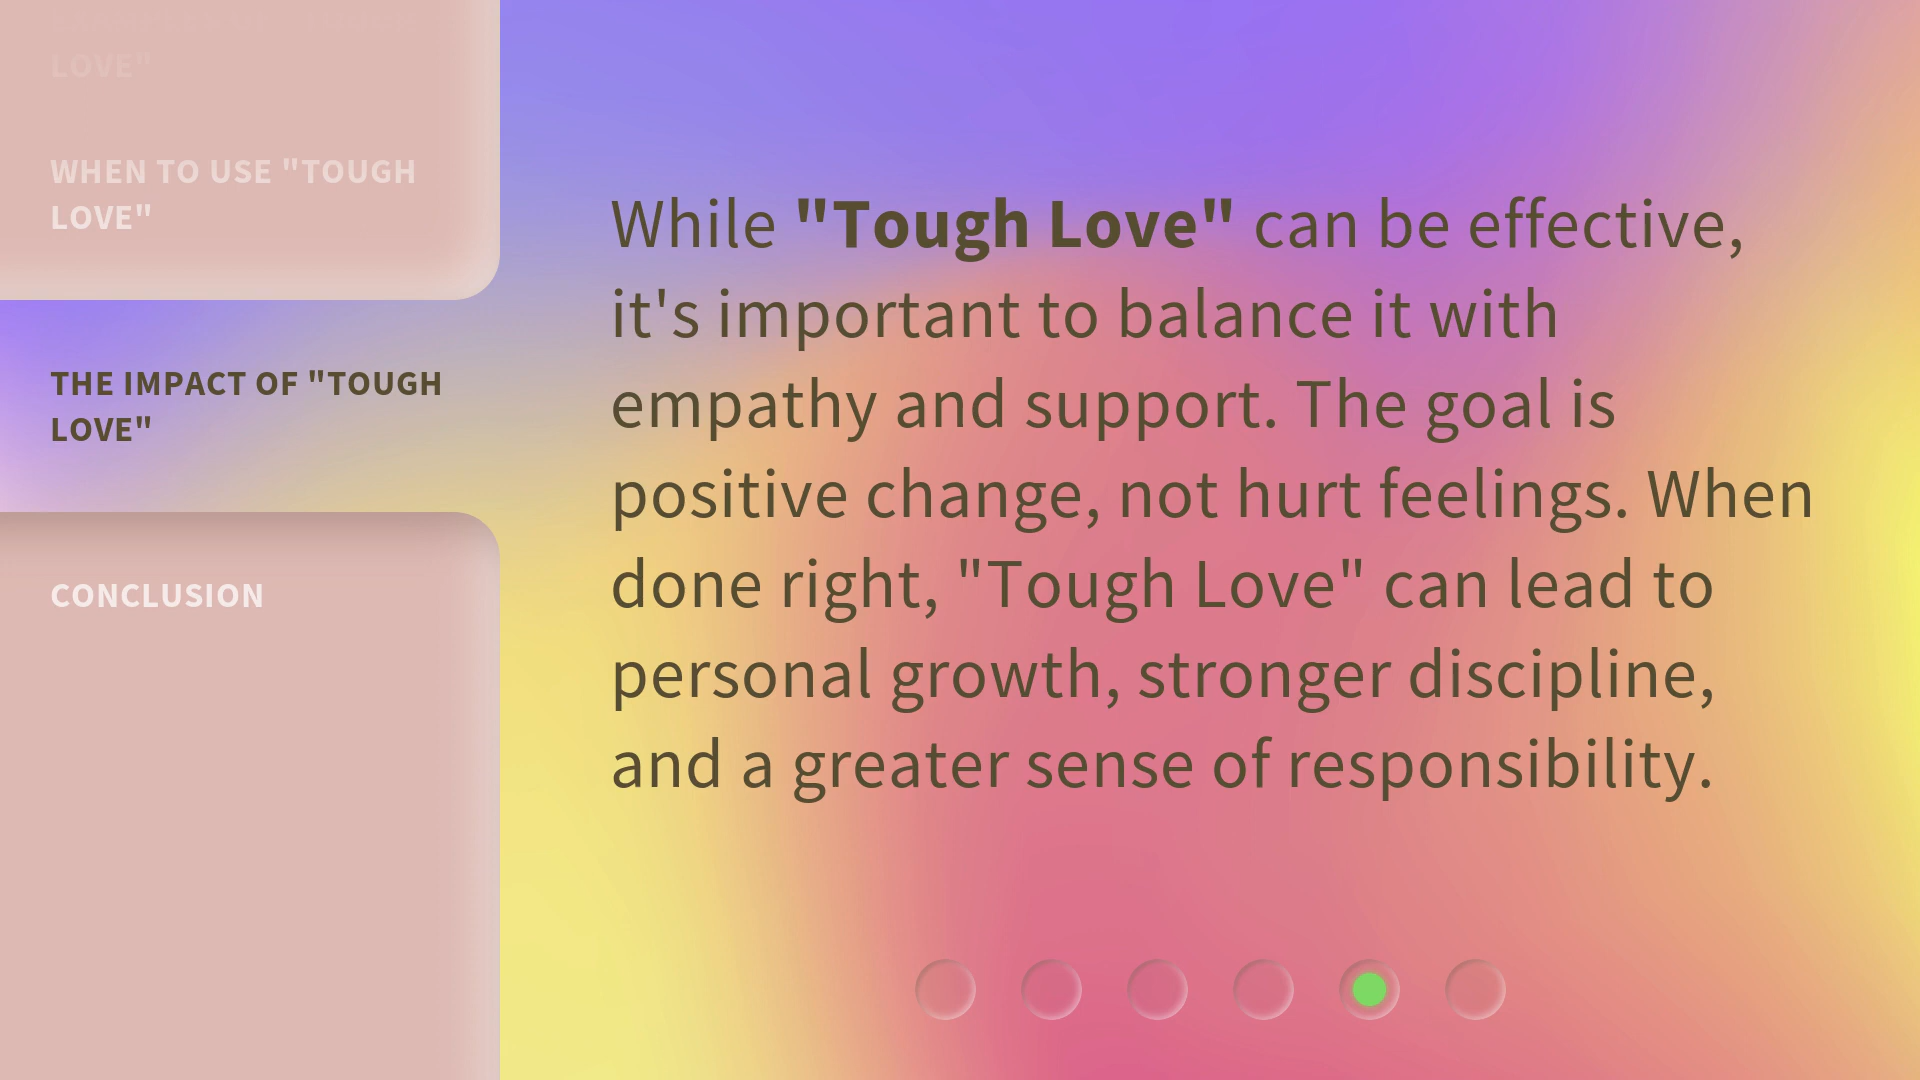 LOVE"
WHEN TO USE "TOUGH
LOVE"
THE IMPACT OF "TOUGH
LOVE"
CONCLUSION
While "Tough Love" can be effective,
it's important to balance it with
empathy and support. The goal is
positive change, not hurt feelings. When
done right, "Tough Love" can lead to
personal growth, stronger discipline,
and a greater sense of responsibility.